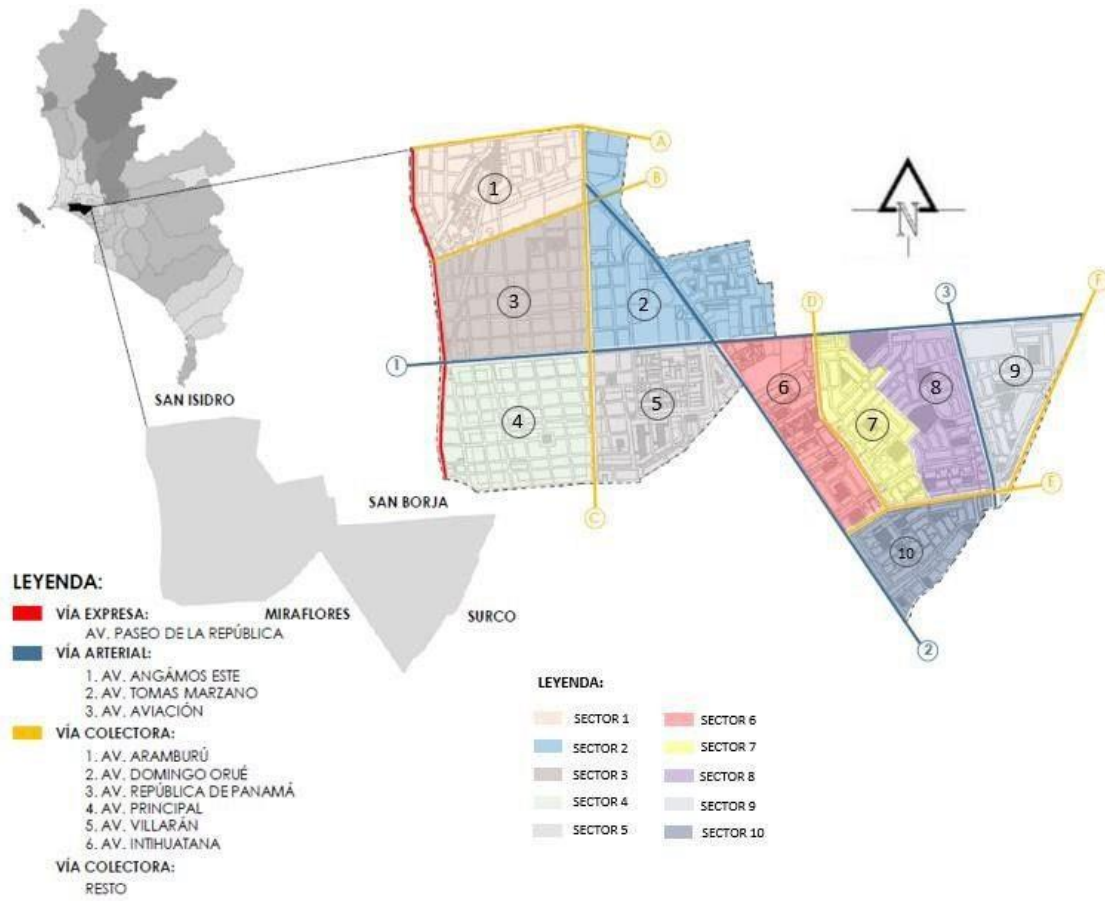 SAN ISIDRO
SAN BORJA
MIRAFLORES
SURCO
A
B
1
3
2
1
4
5
C
D
3
F
6
7
8
9
E
10
2
N
LEYENDA:
VÍA EXPRESA:
AV. PASEO DE LA REPÚBLICA
VÍA ARTERIAL:
1. AV. ANGÁMOS ESTE
2. AV. TOMAS MARZANO
3. AV. AVIACIÓN
VÍA COLECTORA:
1. AV. ARAMBURÚ
2. AV. DOMINGO ORUÉ
3. AV. REPÚBLICA DE PANAMÁ
4. AV. PRINCIPAL
5. AV. VILLARÁN
6. AV. INTIHUATANA
VÍA COLECTORA:
RESTO
LEYENDA:
SECTOR 1
SECTOR 2
SECTOR 3
SECTOR 4
SECTOR 5
SECTOR 6
SECTOR 7
SECTOR 8
SECTOR 9
SECTOR 10